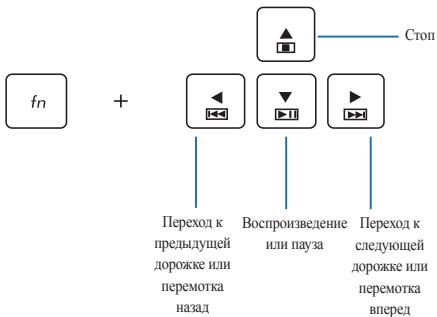 Стоп
fn
+
Переход к
предыдущей
дорожке или
перемотка
назад
Воспроизведение
или пауза
Переход к
следующей
дорожке или
перемотка
вперед